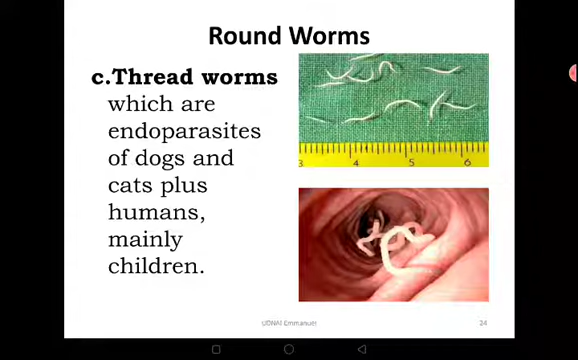 Round Worms
c.Thread worms
which are
endoparasites
of dogs and
cats plus
humans,
mainly
children.
3 4 5 6
UDNAI Emmanuel
24